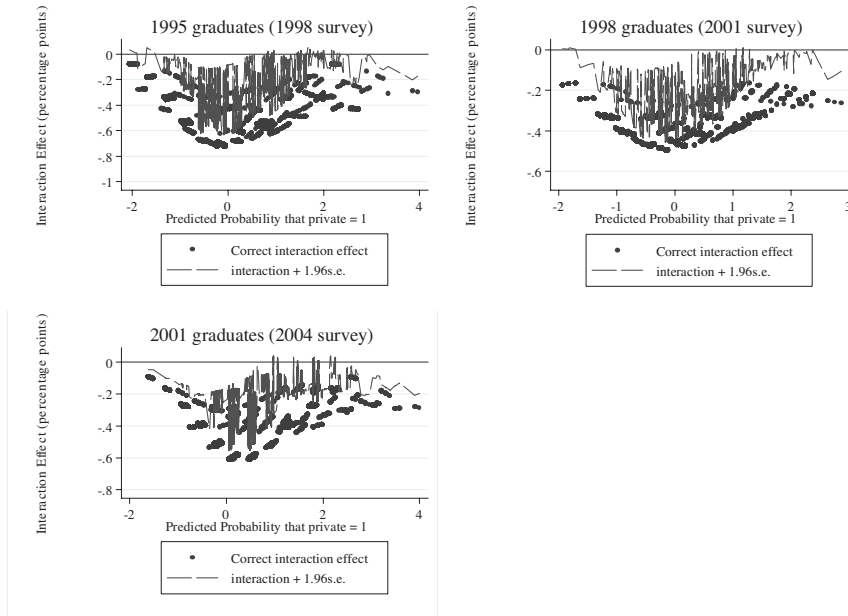 1995 graduates (1998 survey)
Interaction Effect (percentage points)
0
-.2
-.4
-.6
-.8
-1
-2 0 2 4
Predicted Probability that private = 1
Correct interaction effect
interaction + 1.96s.e.
1998 graduates (2001 survey)
Interaction Effect (percentage points)
0
-.2
-.4
-.6
-2 -1 0 1 2 3
Predicted Probability that private = 1
Correct interaction effect
interaction + 1.96s.e.
2001 graduates (2004 survey)
Interaction Effect (percentage points)
0
-.2
-.4
-.6
-.8
-2 0 2 4
Predicted Probability that private = 1
Correct interaction effect
interaction + 1.96s.e.